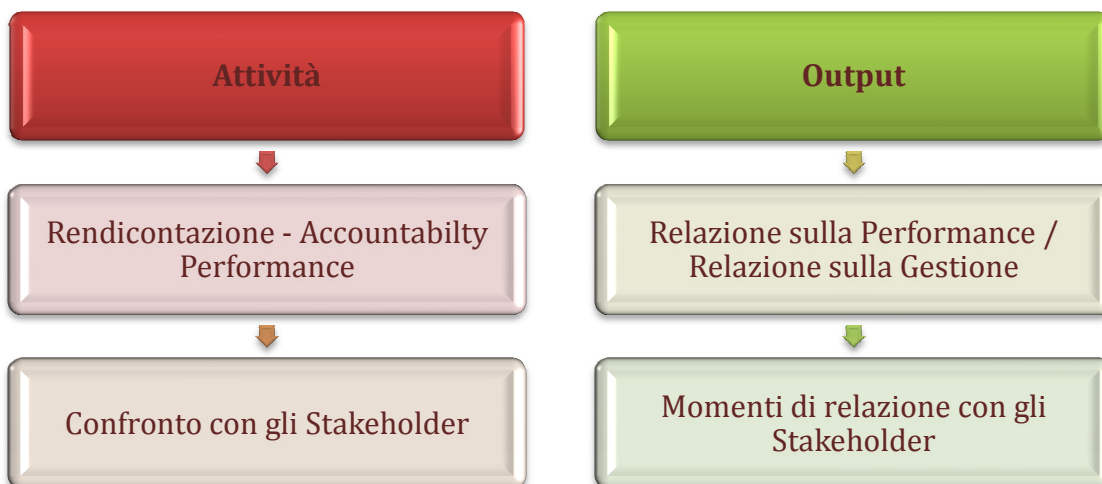 Attività
Output
Rendicontazione - Accountabilty
Performance
Relazione sulla Performance /
Relazione sulla Gestione
Confronto con gli Stakeholder
Momenti di relazione con gli
Stakeholder